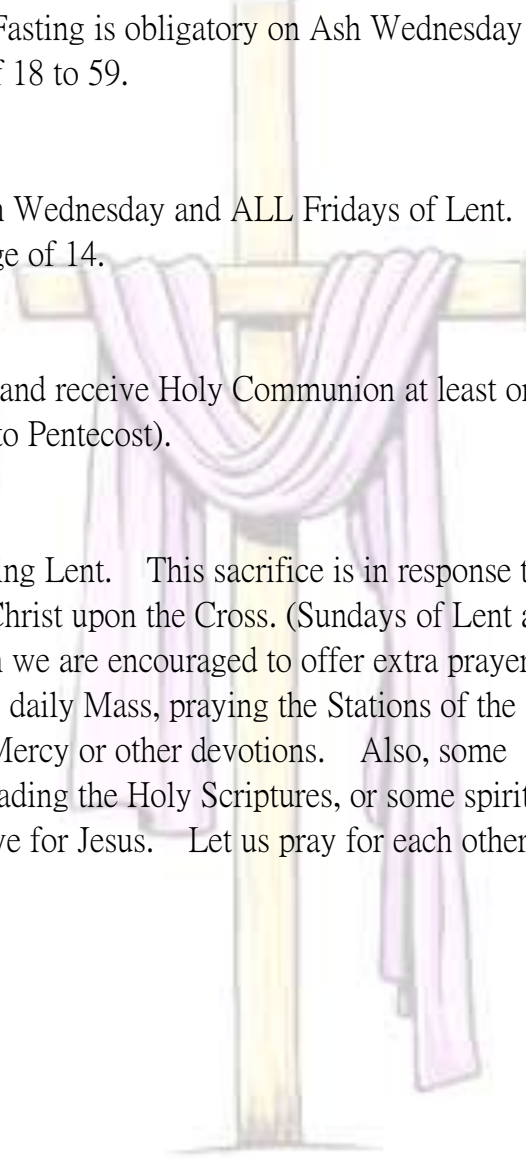 Fasting is obligatory on Ash Wednesday
f 18 to 59.
h Wednesday and ALL Fridays of Lent.
ge of 14.
and receive Holy Communion at least on
to Pentecost).
ing Lent. This sacrifice is in response t
Christ upon the Cross. (Sundays of Lent a
n we are encouraged to offer extra prayer
daily Mass, praying the Stations of the
Mercy or other devotions. Also, some
ading the Holy Scriptures, or some spirit
ve for Jesus. Let us pray for each other